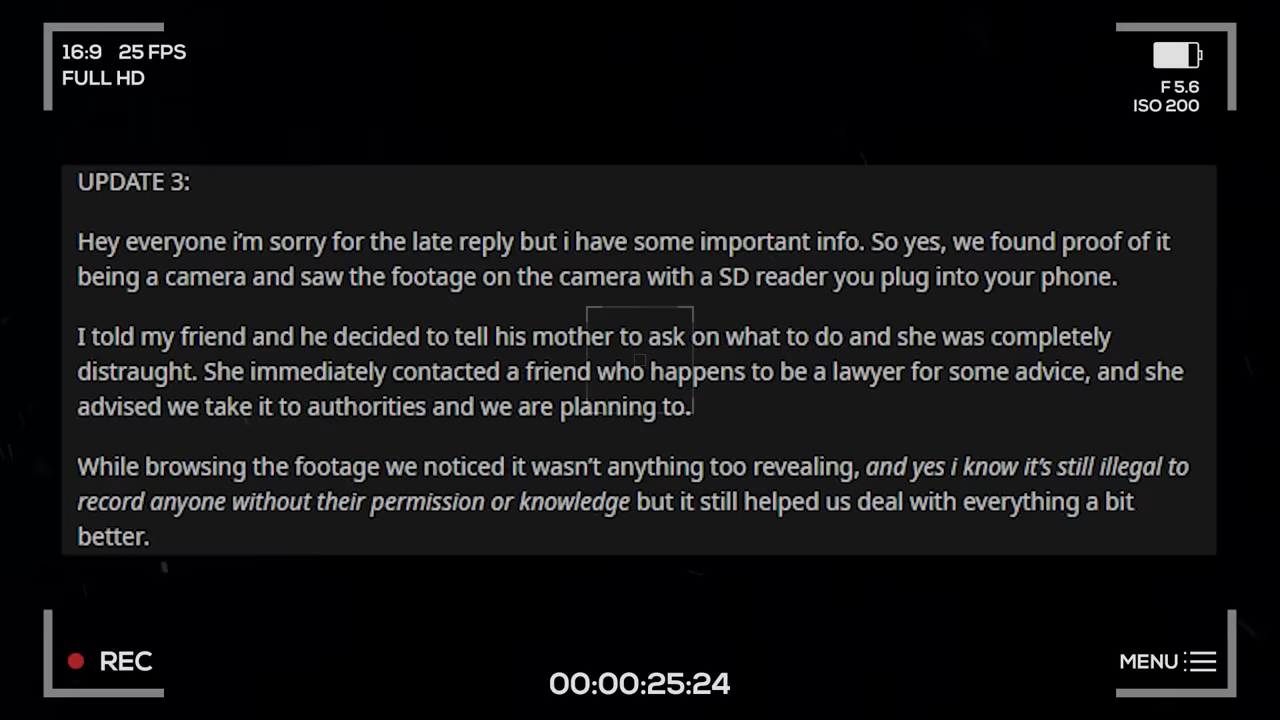 16:9 25 FPS
FULL HD
F 5.6
ISO 200
UPDATE 3:
Hey everyone i'm sorry for the late reply but i have some important info. So yes, we found proof of it
being a camera and saw the footage on the camera with a SD reader you plug into your phone.
I told my friend and he decided to tell his mother to ask on what to do and she was completely
distraught. She immediately contacted a friend who happens to be a lawyer for some advice, and she
advised we take it to authorities and we are planning to.
While browsing the footage we noticed it wasn't anything too revealing, and yes i know it's still illegal to
record anyone without their permission or knowledge but it still helped us deal with everything a bit
better.
REC
00:00:25:24
MENU